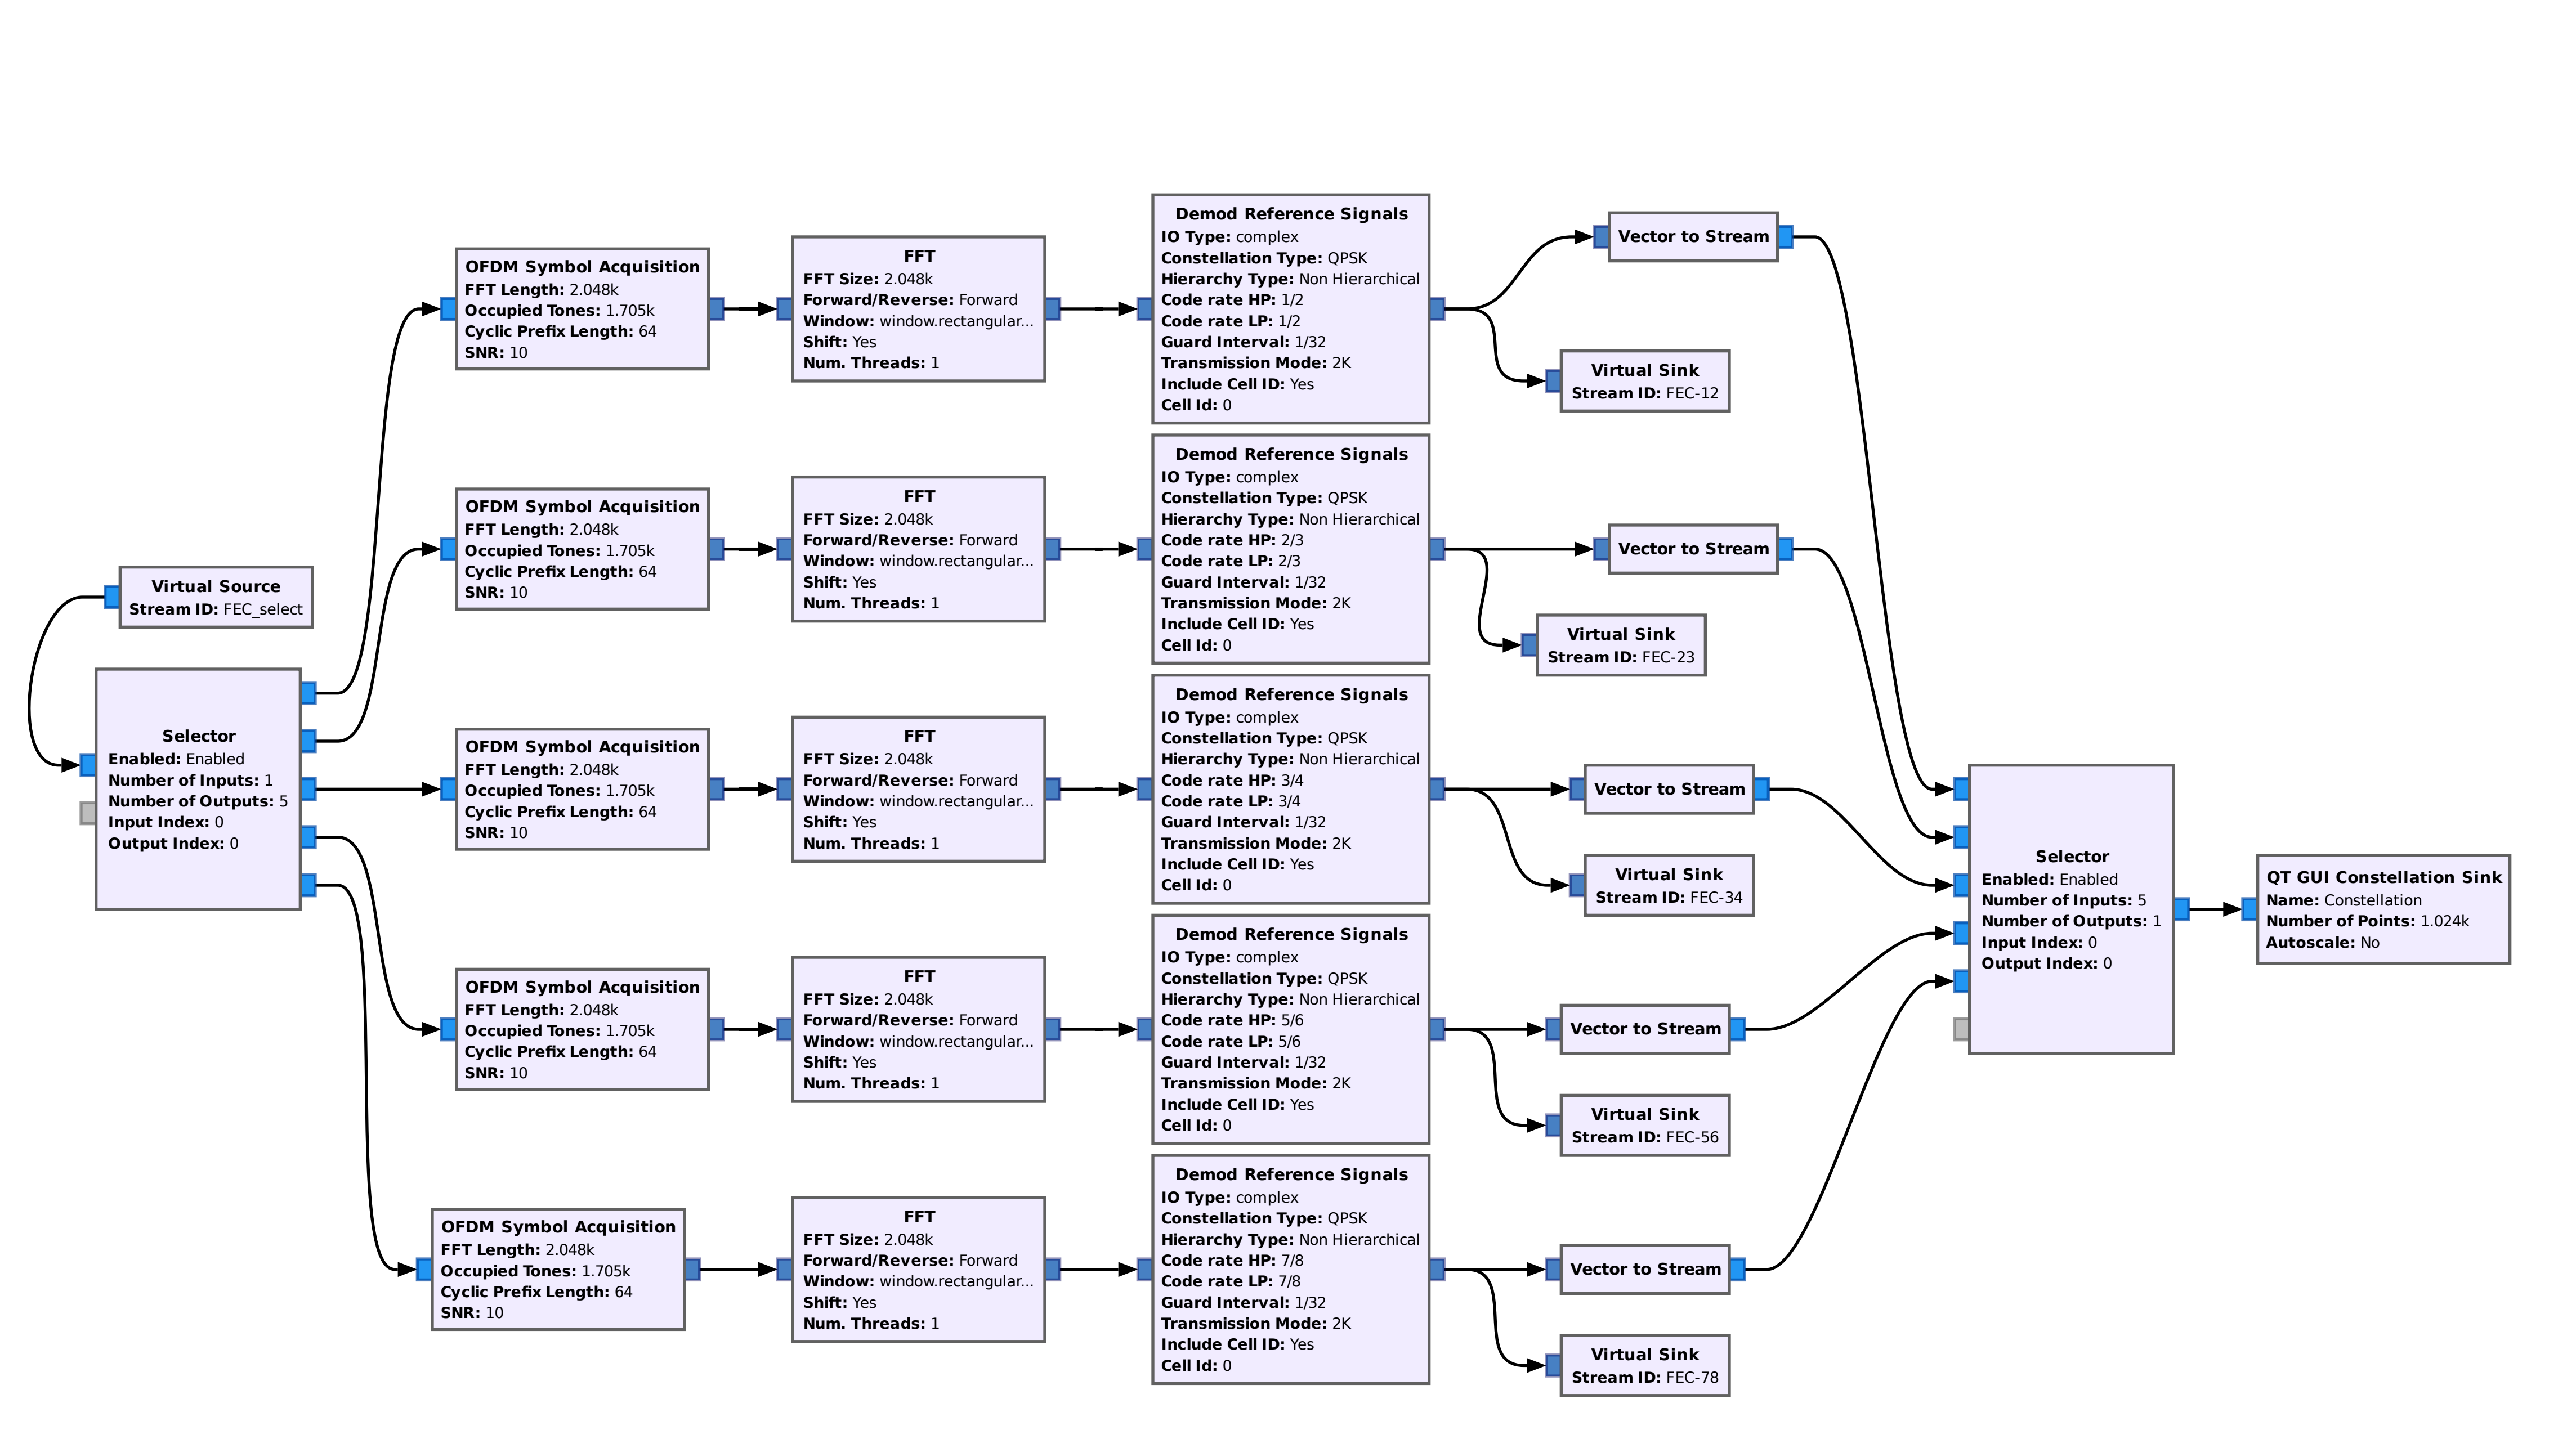 Virtual Source
Stream ID: FEC_select
Selector
Enabled: Enabled
Number of Inputs: 1
Number of Outputs: 5
Input Index: 0
Output Index: 0
OFDM Symbol Acquisition
FFT Length: 2.048k
Occupied Tones: 1.705k
Cyclic Prefix Length: 64
SNR: 10
FFT
FFT Size: 2.048k
Forward/Reverse: Forward
Window: window.rectangular...
Shift: Yes
Num. Threads: 1
Demod Reference Signals
IO Type: complex
Constellation Type: QPSK
Hierarchy Type: Non Hierarchical
Code rate HP: 1/2
Code rate LP: 1/2
Guard Interval: 1/32
Transmission Mode: 2K
Include Cell ID: Yes
Cell Id: 0
Vector to Stream
Virtual Sink
Stream ID: FEC-12
OFDM Symbol Acquisition
FFT Length: 2.048k
Occupied Tones: 1.705k
Cyclic Prefix Length: 64
SNR: 10
FFT
FFT Size: 2.048k
Forward/Reverse: Forward
Window: window.rectangular...
Shift: Yes
Num. Threads: 1
Demod Reference Signals
IO Type: complex
Constellation Type: QPSK
Hierarchy Type: Non Hierarchical
Code rate HP: 2/3
Code rate LP: 2/3
Guard Interval: 1/32
Transmission Mode: 2K
Include Cell ID: Yes
Cell Id: 0
Vector to Stream
Virtual Sink
Stream ID: FEC-23
OFDM Symbol Acquisition
FFT Length: 2.048k
Occupied Tones: 1.705k
Cyclic Prefix Length: 64
SNR: 10
FFT
FFT Size: 2.048k
Forward/Reverse: Forward
Window: window.rectangular...
Shift: Yes
Num. Threads: 1
Demod Reference Signals
IO Type: complex
Constellation Type: QPSK
Hierarchy Type: Non Hierarchical
Code rate HP: 3/4
Code rate LP: 3/4
Guard Interval: 1/32
Transmission Mode: 2K
Include Cell ID: Yes
Cell Id: 0
Vector to Stream
Virtual Sink
Stream ID: FEC-34
OFDM Symbol Acquisition
FFT Length: 2.048k
Occupied Tones: 1.705k
Cyclic Prefix Length: 64
SNR: 10
FFT
FFT Size: 2.048k
Forward/Reverse: Forward
Window: window.rectangular...
Shift: Yes
Num. Threads: 1
Demod Reference Signals
IO Type: complex
Constellation Type: QPSK
Hierarchy Type: Non Hierarchical
Code rate HP: 5/6
Code rate LP: 5/6
Guard Interval: 1/32
Transmission Mode: 2K
Include Cell ID: Yes
Cell Id: 0
Vector to Stream
Virtual Sink
Stream ID: FEC-56
OFDM Symbol Acquisition
FFT Length: 2.048k
Occupied Tones: 1.705k
Cyclic Prefix Length: 64
SNR: 10
FFT
FFT Size: 2.048k
Forward/Reverse: Forward
Window: window.rectangular...
Shift: Yes
Num. Threads: 1
Demod Reference Signals
IO Type: complex
Constellation Type: QPSK
Hierarchy Type: Non Hierarchical
Code rate HP: 7/8
Code rate LP: 7/8
Guard Interval: 1/32
Transmission Mode: 2K
Include Cell ID: Yes
Cell Id: 0
Vector to Stream
Virtual Sink
Stream ID: FEC-78
Selector
Enabled: Enabled
Number of Inputs: 5
Number of Outputs: 1
Input Index: 0
Output Index: 0
QT GUI Constellation Sink
Name: Constellation
Number of Points: 1.024k
Autoscale: No